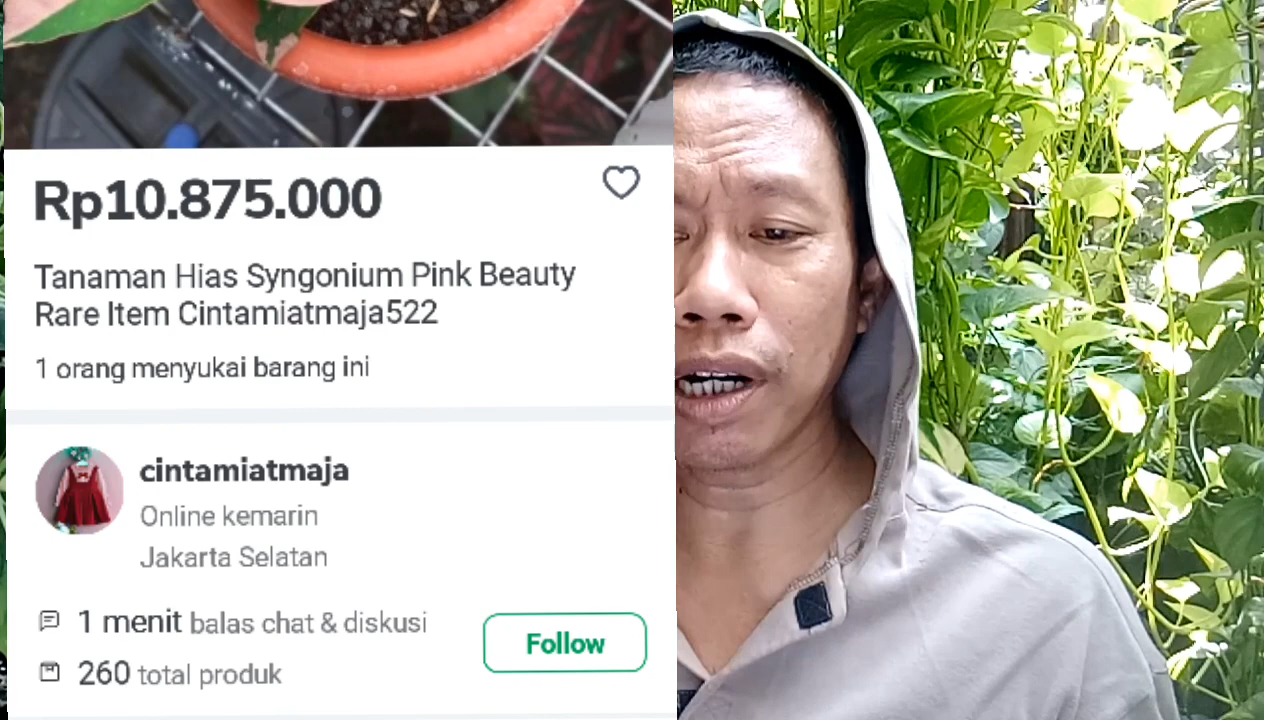 Rp10.875.000
Tanaman Hias Syngonium Pink Beauty
Rare Item Cintamiatmaja522
1 orang menyukai barang ini
cintamiatmaja
Online kemarin
Jakarta Selatan
1 menit balas chat & diskusi
260 total produk
Follow